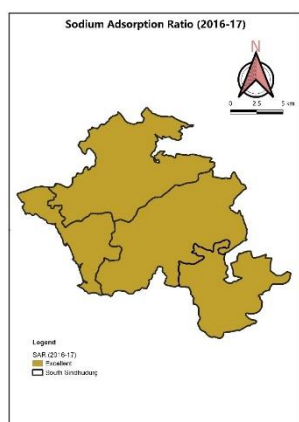 Sodium Adsorption Ratio (2016-17)
N
0 2.5 5 km
Legend
SAR (2016-17)
Excellent
South Sindhudurg